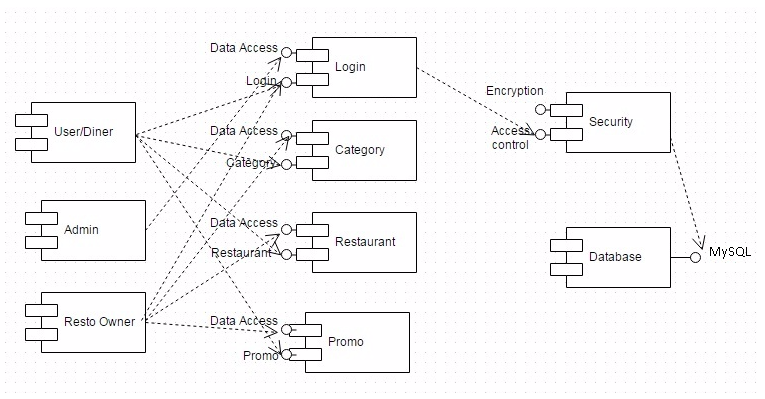 Data Access
Login
Login
Encryption
Security
Access
control
User/Diner
Data Access
Category
Category
Admin
Data Access
Restaurant
Restaurant
Database
MySQL
Resto Owner
Data Access
Promo
Promo